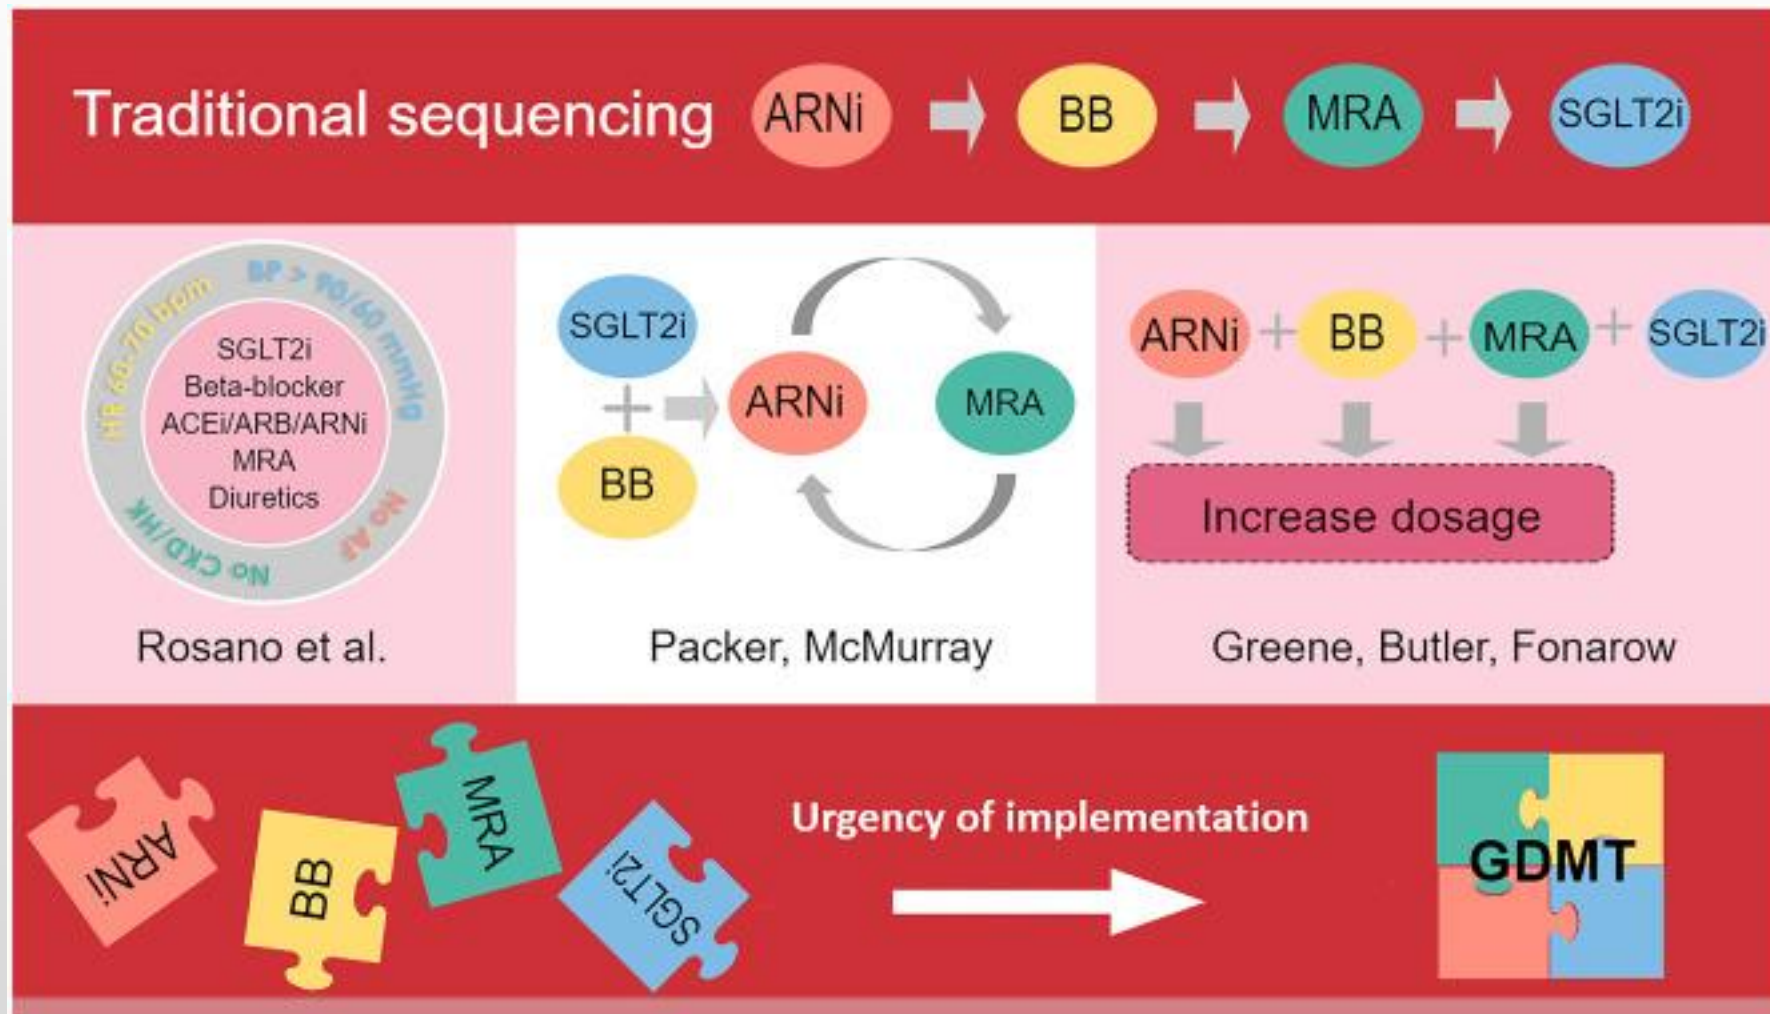 Traditional sequencing ARNi BB MRA SGLT2i
HR 60-70 bpm
BP > 90/60 mmHg
No AF
No CKD/HK
SGLT2i
Beta-blocker
ACEi/ARB/ARNi
MRA
Diuretics
Rosano et al.
SGLT2i
+
BB
ARNi
MRA
Packer, McMurray
ARNi + BB + MRA + SGLT2i
Increase dosage
Greene, Butler, Fonarow
ARNi
BB
MRA
SGLT2i
Urgency of implementation
GDMT